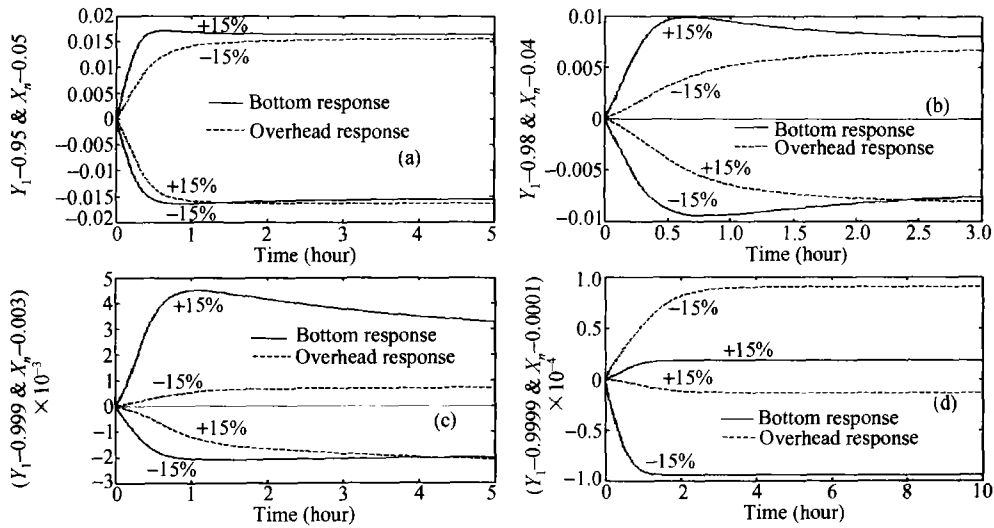 Y₁−0.95 & Xₙ−0.05
0.02
0.015
0.01
0.005
0
−0.005
−0.01
−0.015
−0.02
+15%
−15%
Bottom response
Overhead response
(a)
+15%
−15%
0 1 2 3 4 5
Time (hour)
Y₁−0.98 & Xₙ−0.04
0.01
0.005
0
−0.005
−0.01
+15%
−15%
(b)
Bottom response
Overhead response
+15%
−15%
0 0.5 1.0 1.5 2.0 2.5 3.0
Time (hour)
(Y₁−0.999 & Xₙ−0.003)
×10⁻³
5
4
3
2
1
0
−1
−2
−3
+15%
Bottom response
Overhead response
−15%
+15%
(c)
−15%
0 1 2 3 4 5
Time (hour)
(Y₁−0.9999 & Xₙ−0.0001)
×10⁻⁴
1.0
0.5
0
−0.5
−1.0
−15%
+15%
+15%
(d)
Bottom response
Overhead response
−15%
0 2 4 6 8 10
Time (hour)